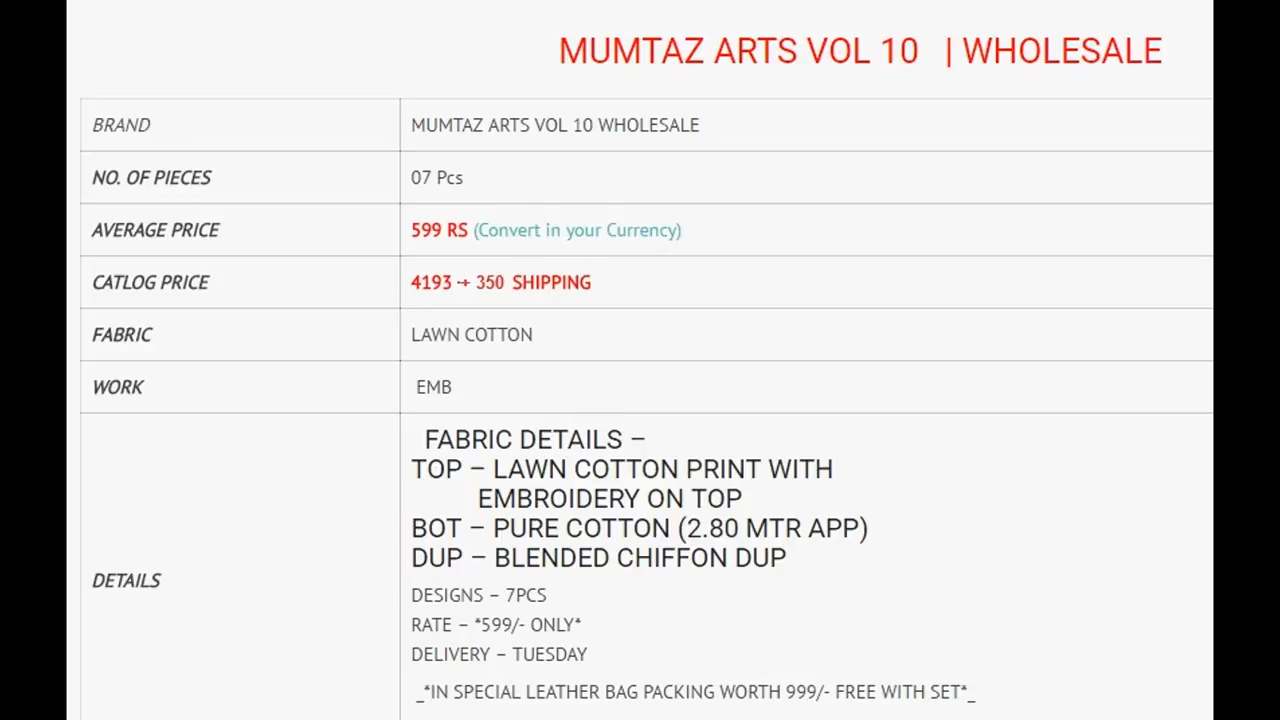 MUMTAZ ARTS VOL 10 | WHOLESALE
BRAND MUMTAZ ARTS VOL 10 WHOLESALE
NO. OF PIECES 07 Pcs
AVERAGE PRICE 599 RS (Convert in your Currency)
CATLOG PRICE 4193 -+ 350 SHIPPING
FABRIC LAWN COTTON
WORK EMB
DETAILS
FABRIC DETAILS –
TOP – LAWN COTTON PRINT WITH
EMBROIDERY ON TOP
BOT – PURE COTTON (2.80 MTR APP)
DUP – BLENDED CHIFFON DUP
DESIGNS – 7PCS
RATE – *599/- ONLY*
DELIVERY – TUESDAY
_*IN SPECIAL LEATHER BAG PACKING WORTH 999/- FREE WITH SET*_